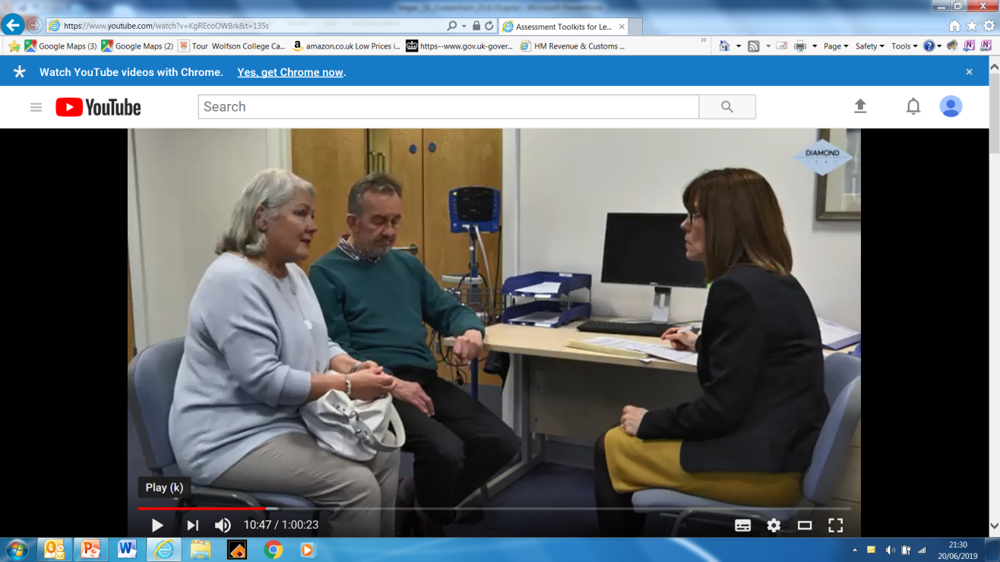 https://www.youtube.com/watch?v=KgREcoOWBrk&t=135s
Assessment Toolkits for Le...
Google Maps (3) Google Maps (2) Tour Wolfson College Ca... amazon.co.uk Low Prices i... https--www.gov.uk-gover... HM Revenue & Customs ... Page Safety Tools
Watch YouTube videos with Chrome. Yes, get Chrome now.
YouTube
Search
DIAMOND
Play (k)
10:47 / 1:00:23
21:30
20/06/2019